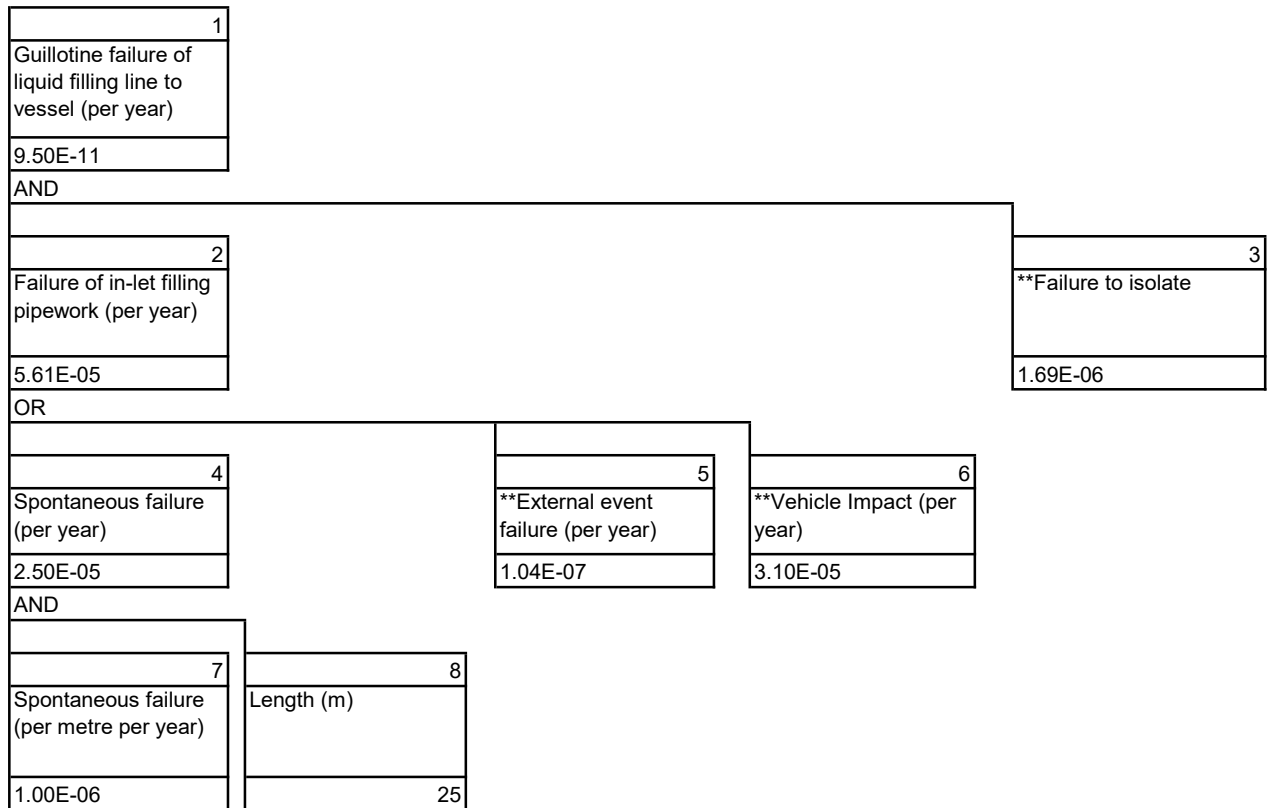 1
Guillotine failure of
liquid filling line to
vessel (per year)
9.50E-11
AND
2
Failure of in-let filling
pipework (per year)
5.61E-05
3
**Failure to isolate
1.69E-06
OR
4
Spontaneous failure
(per year)
2.50E-05
5
**External event
failure (per year)
1.04E-07
6
**Vehicle Impact (per
year)
3.10E-05
AND
7
Spontaneous failure
(per metre per year)
1.00E-06
8
Length (m)
25